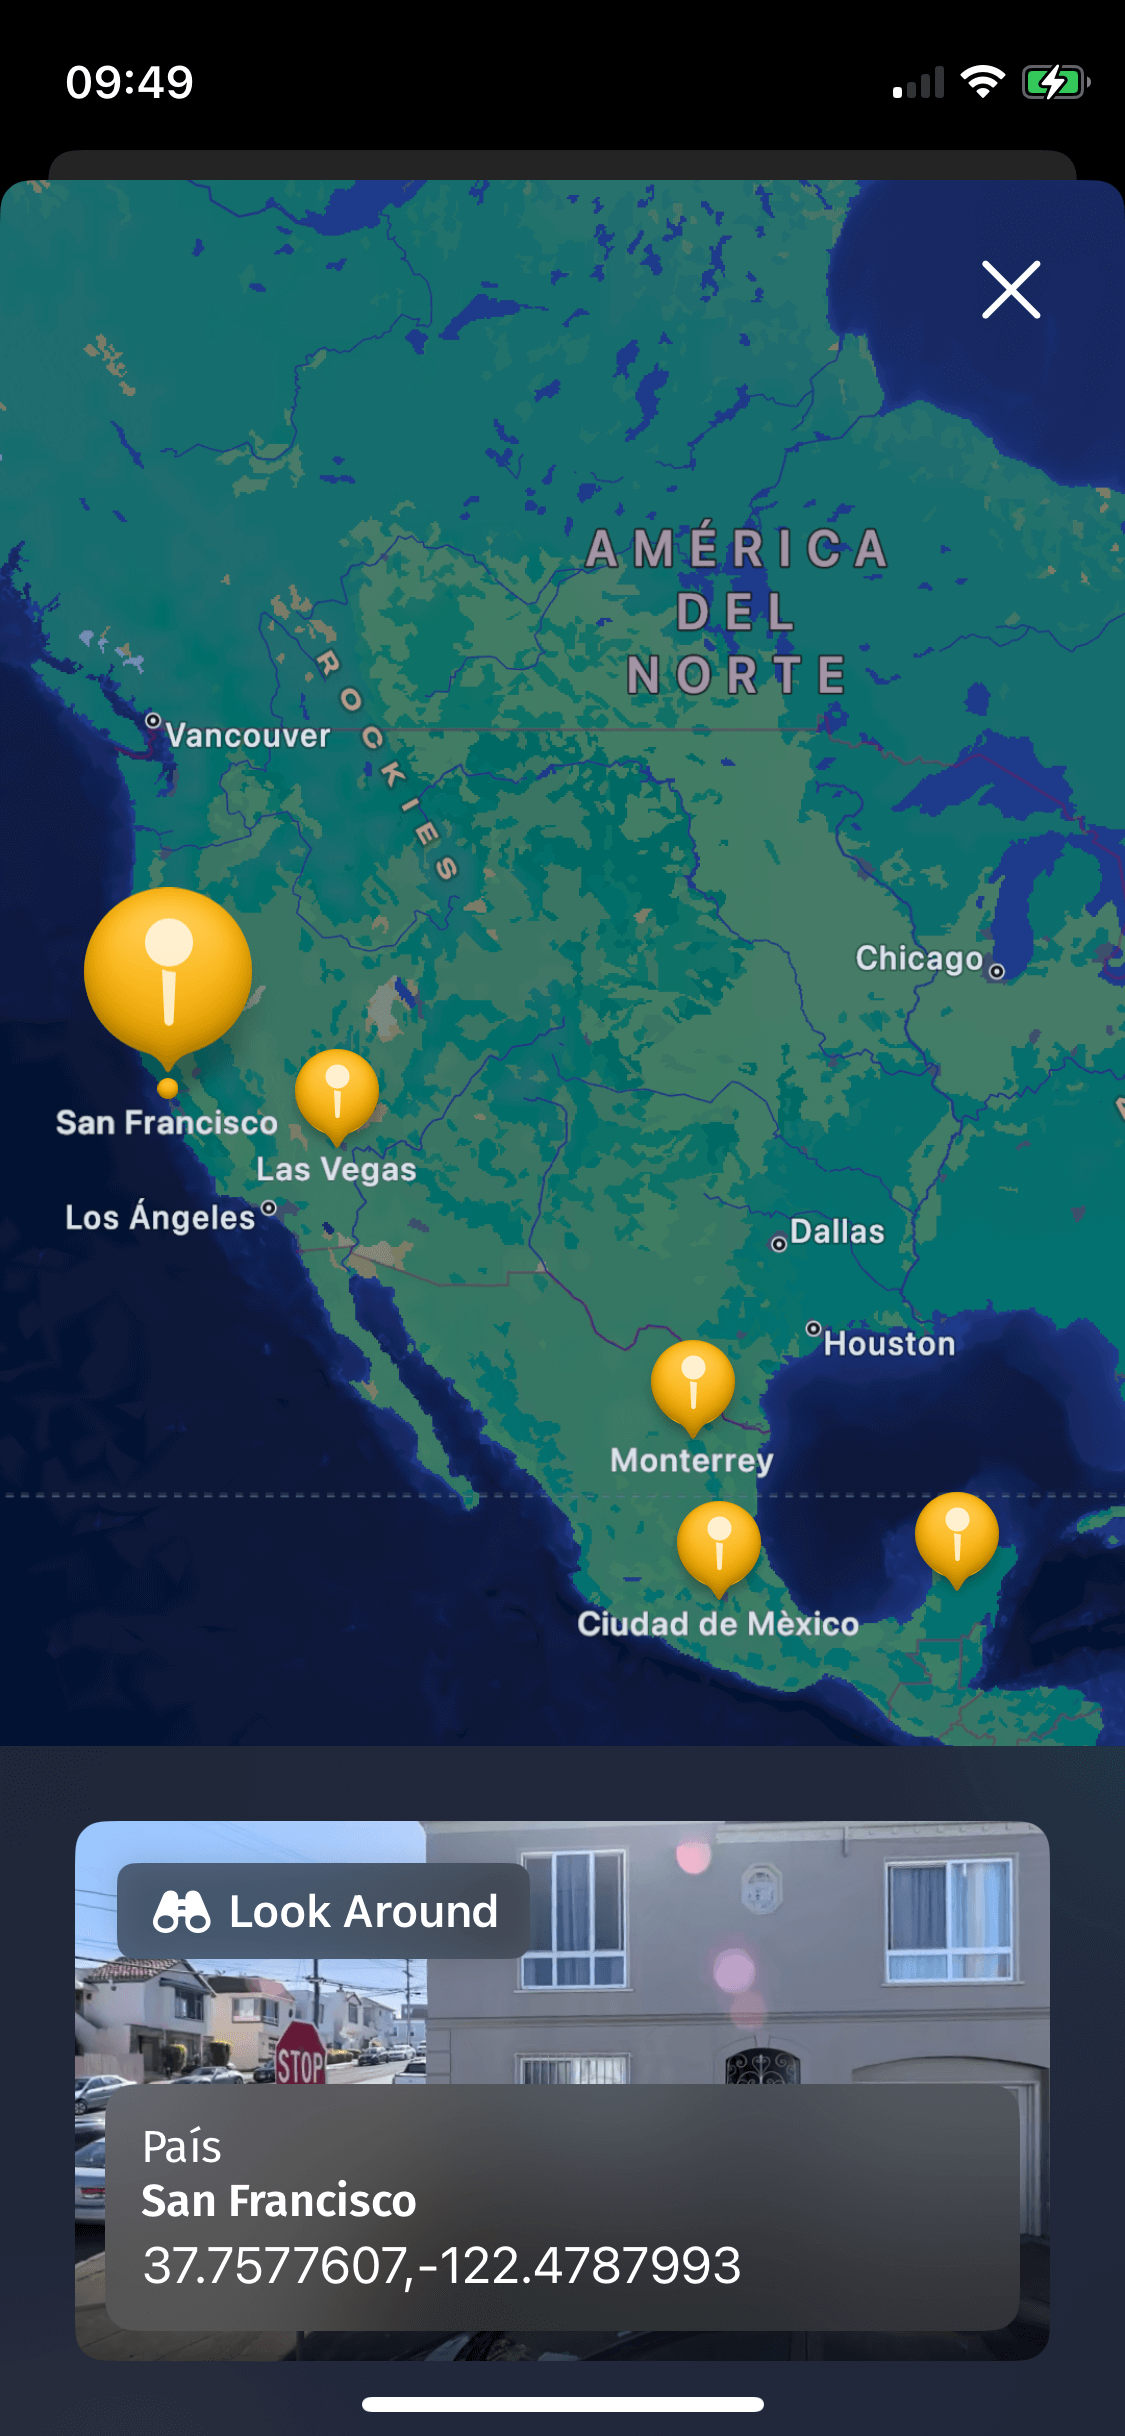 09:49
AMÉRICA
DEL
NORTE
ROCKIES
Vancouver
Chicago
San Francisco
Las Vegas
Los Ángeles
Dallas
Houston
Monterrey
Ciudad de Mèxico
Look Around
STOP
País
San Francisco
37.7577607,-122.4787993